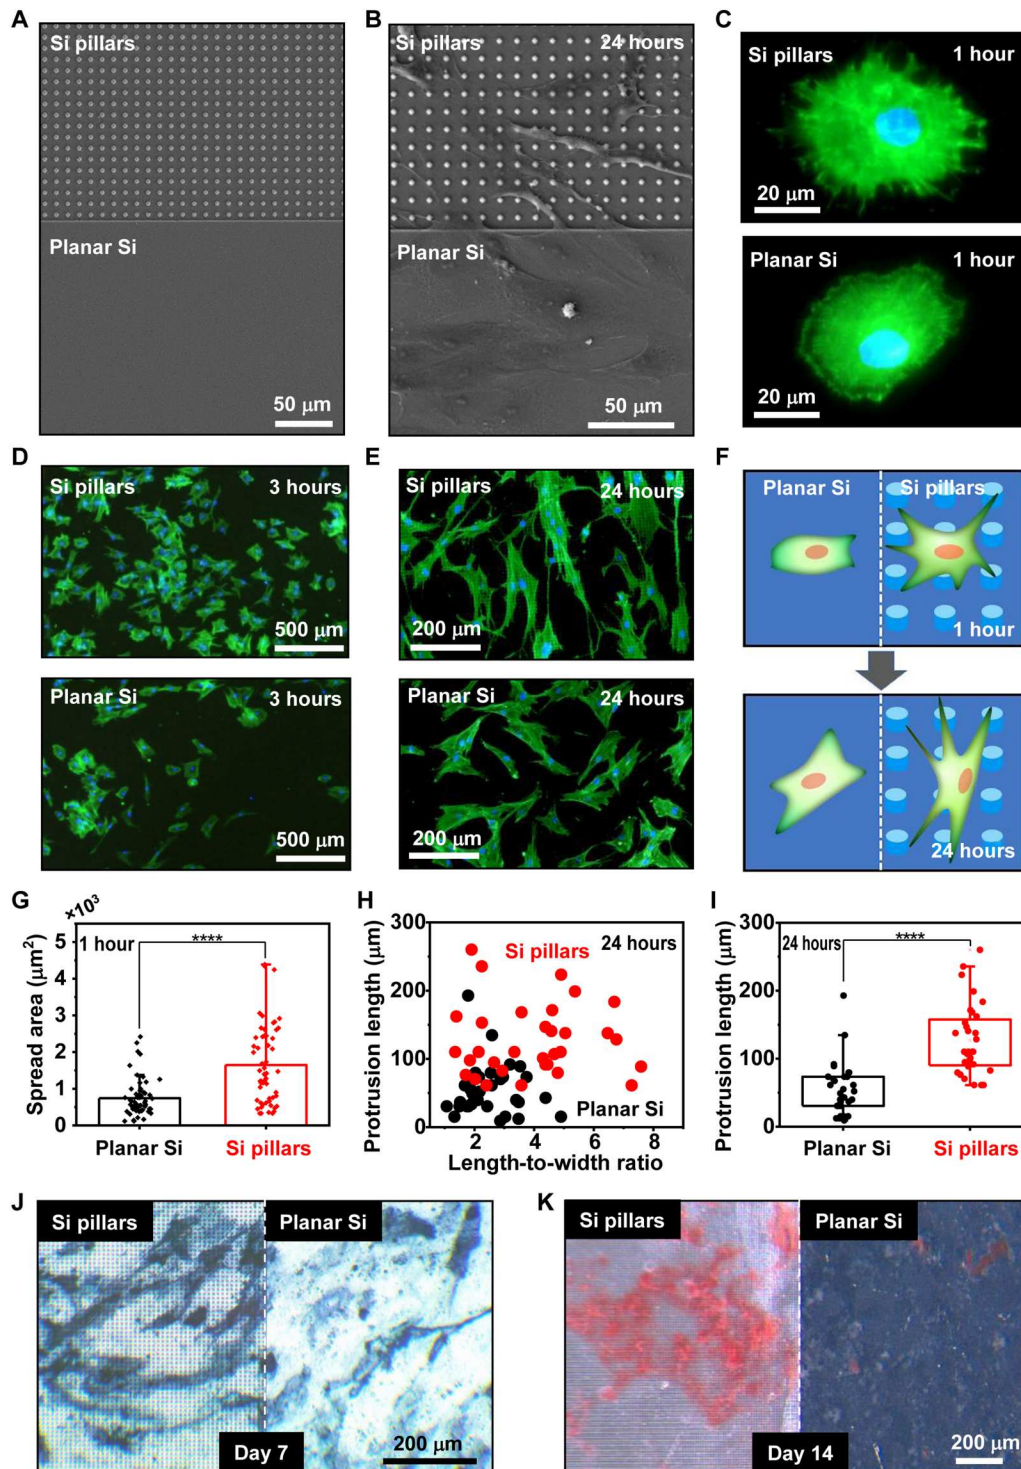 A
Si pillars
Planar Si
50 μm
B
Si pillars 24 hours
Planar Si
50 μm
C
Si pillars 1 hour
20 μm
Planar Si 1 hour
20 μm
D
Si pillars 3 hours
500 μm
Planar Si 3 hours
500 μm
E
Si pillars 24 hours
200 μm
Planar Si 24 hours
200 μm
F
Planar Si Si pillars
1 hour
24 hours
G
×10³
Spread area (μm²)
5
4
3
2
1
0
1 hour
****
Planar Si Si pillars
H
Protrusion length (μm)
300
200
100
0
24 hours
Si pillars
Planar Si
2 4 6 8
Length-to-width ratio
I
Protrusion length (μm)
300
200
100
0
24 hours
****
Planar Si Si pillars
J
Si pillars Planar Si
Day 7
200 μm
K
Si pillars Planar Si
Day 14
200 μm